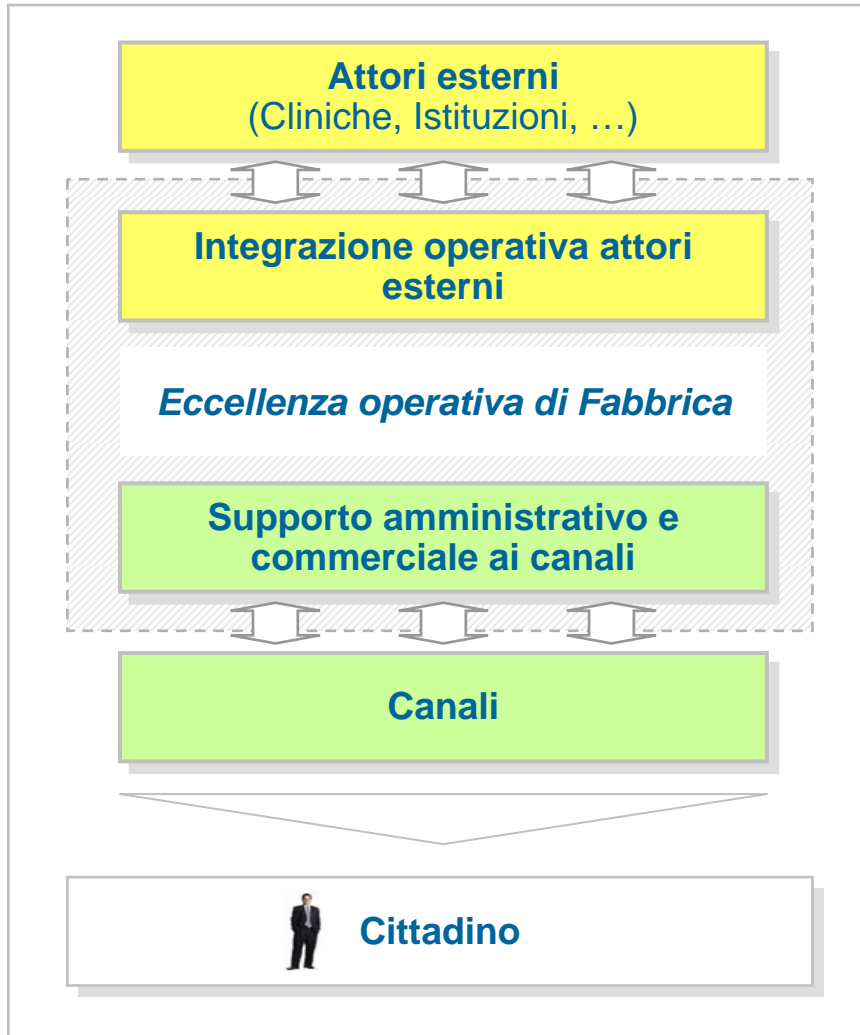 Attori esterni
(Cliniche, Istituzioni, …)
Integrazione operativa attori
esterni
Eccellenza operativa di Fabbrica
Supporto amministrativo e
commerciale ai canali
Canali
Cittadino